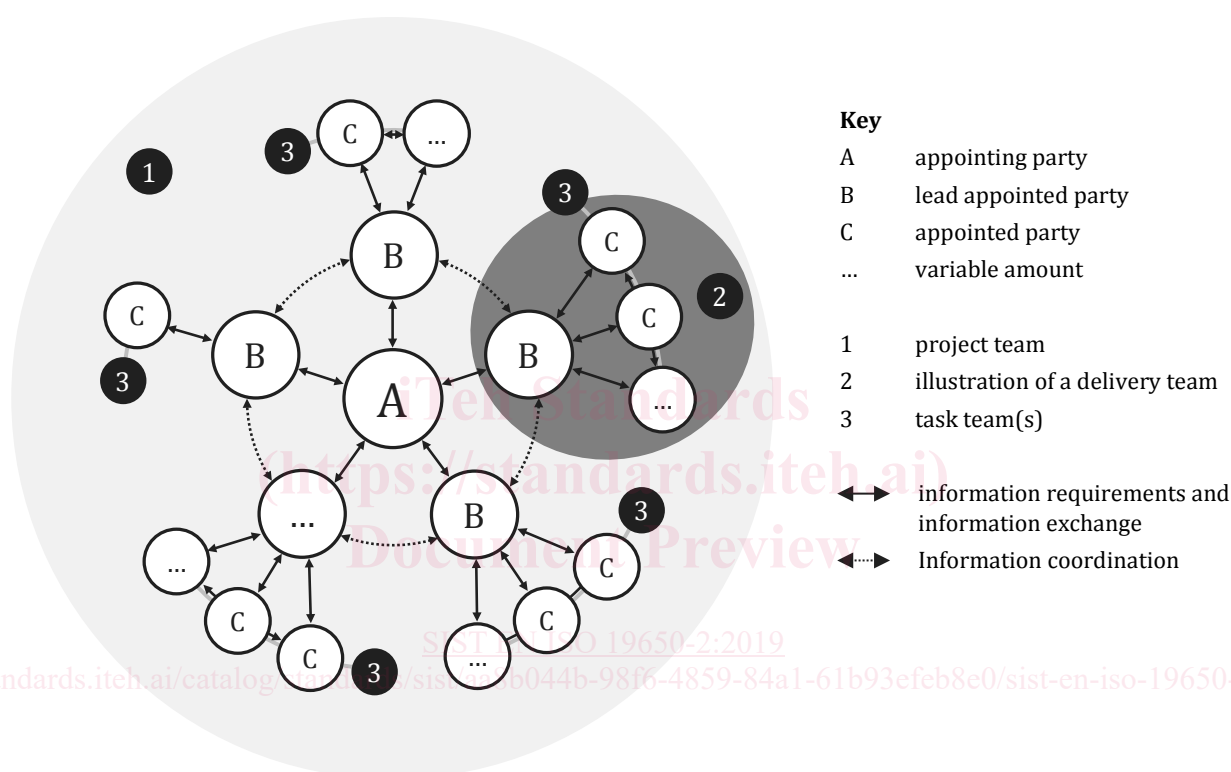 1
3
C
...
B
3
C
C
2
...
B
C
3
B
A
...
B
...
C
C
3
3
C
C
...
Key
A appointing party
B lead appointed party
C appointed party
... variable amount
1 project team
2 illustration of a delivery team
3 task team(s)
information requirements and
information exchange
Information coordination
iTeh Standards
(https://standards.iteh.ai)
Document Preview
SIST EN ISO 19650-2:2019
ndards.iteh.ai/catalog/standards/sist/aa8b044b-98f6-4859-84a1-61b93efeb8e0/sist-en-iso-19650-